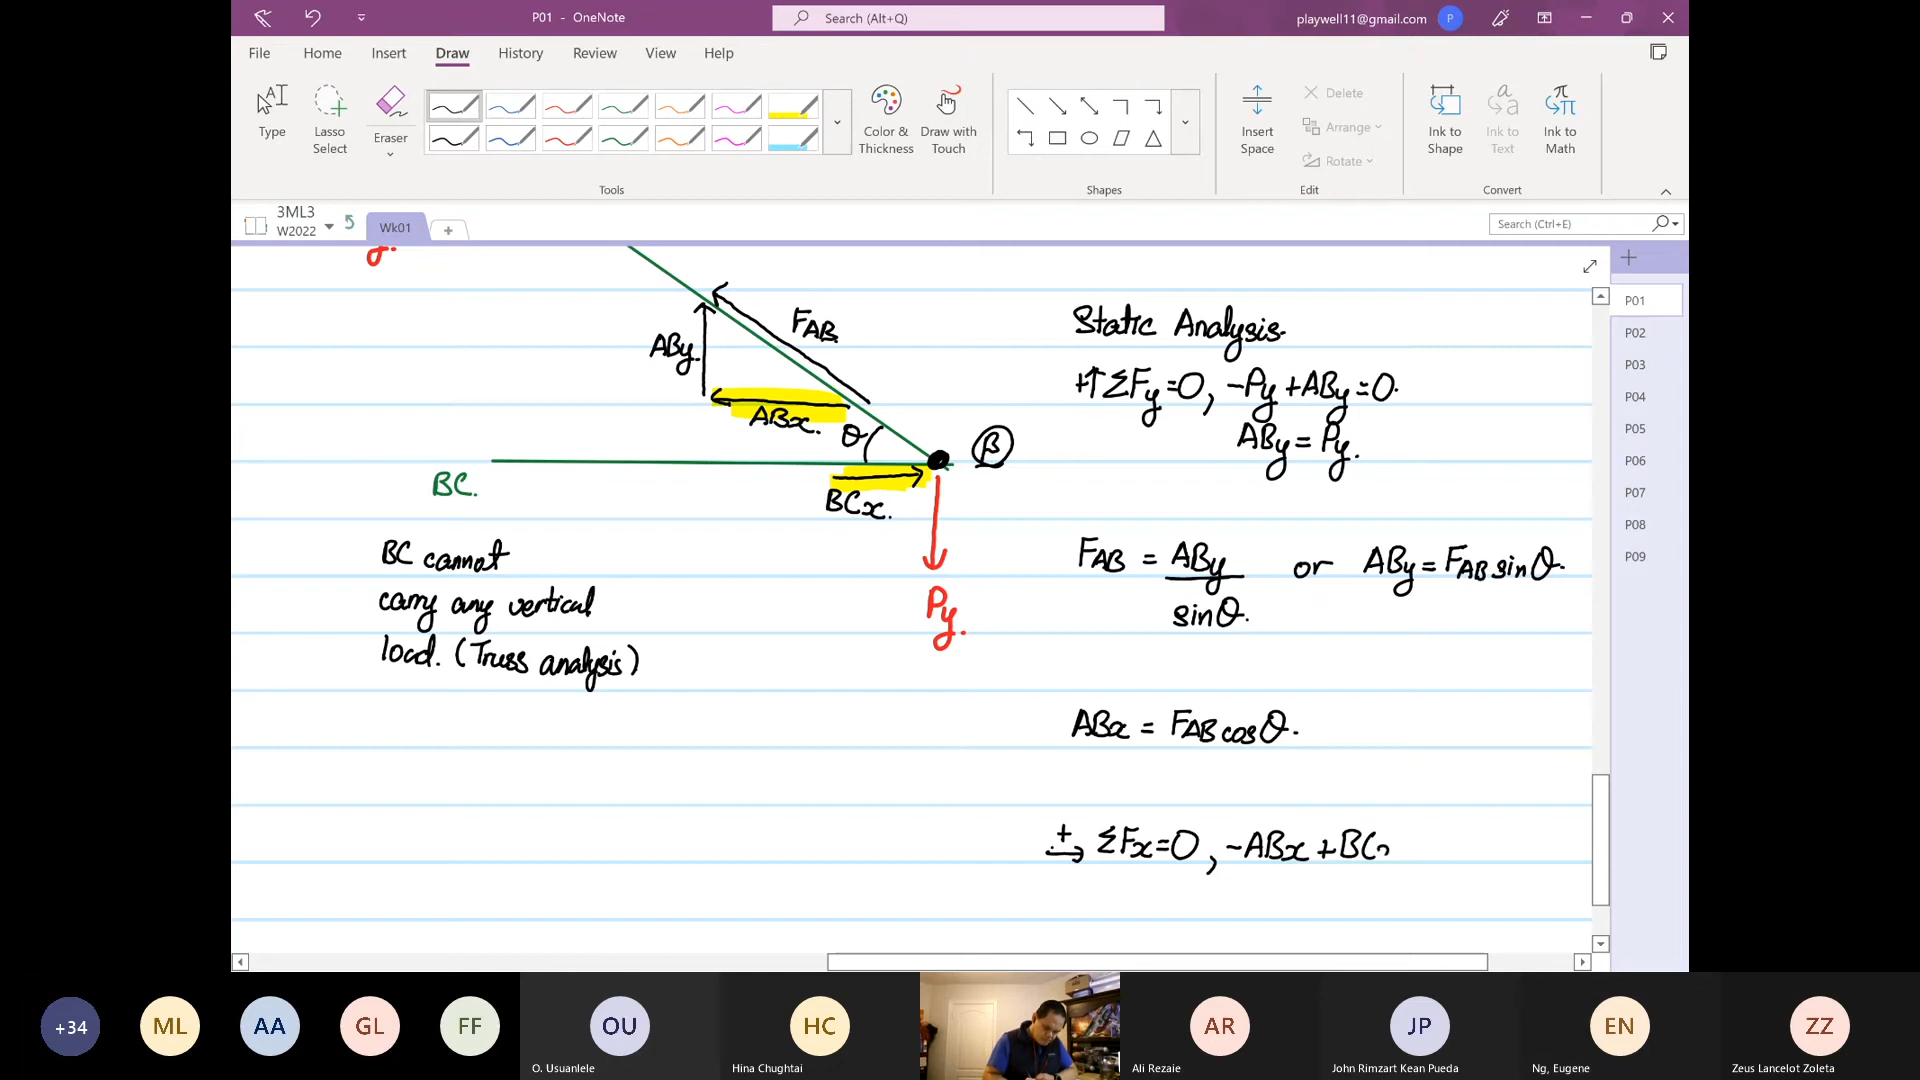 P01 - OneNote
Search (Alt+Q)
playwell11@gmail.com
P
File Home Insert Draw History Review View Help
Type
Lasso Select
Eraser
Color & Thickness
Draw with Touch
Insert Space
Delete
Arrange
Rotate
Ink to Shape
Ink to Text
Ink to Math
Tools
Shapes
Edit
Convert
3ML3 W2022
Wk01
Search (Ctrl+E)
P01
P02
P03
P04
P05
P06
P07
P08
P09
y.
FAB
ABy.
ABx.
θ
B
BC.
BCx.
Py.
BC cannot
carry any vertical
load. (Truss analysis)
Static Analysis.
+↑ΣFy=0, -Py+ABy=0.
ABy = Py.
FAB = ABy / sinθ. or ABy = FAB sinθ.
ABx = FAB cosθ.
+→ ΣFx=0, -ABx +BC
+34
ML
AA
GL
FF
OU
HC
AR
JP
EN
ZZ
O. Usuanlele
Hina Chughtai
Ali Rezaie
John Rimzart Kean Pueda
Ng, Eugene
Zeus Lancelot Zoleta